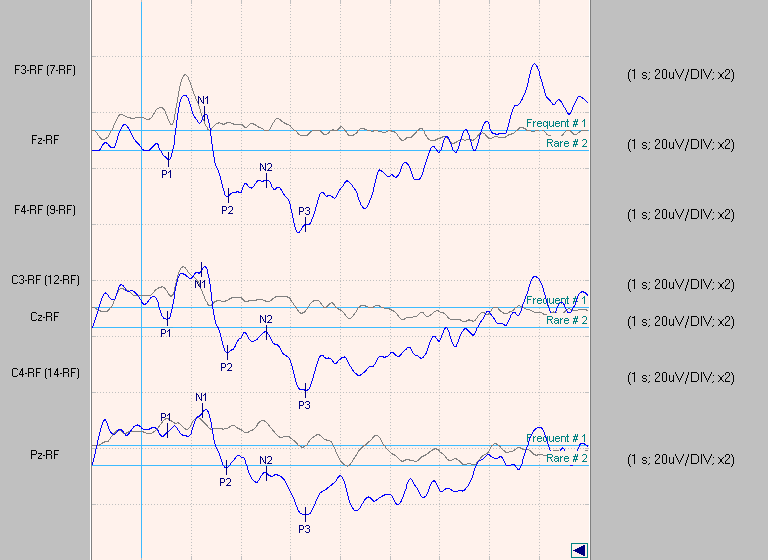 F3-RF (7-RF)
(1 s; 20uV/DIV; x2)
N1
Frequent # 1
Fz-RF
Rare # 2
(1 s; 20uV/DIV; x2)
P1
N2
P2
P3
F4-RF (9-RF)
(1 s; 20uV/DIV; x2)
C3-RF (12-RF)
N1
(1 s; 20uV/DIV; x2)
Frequent # 1
Cz-RF
N2
Rare # 2
(1 s; 20uV/DIV; x2)
P1
P2
C4-RF (14-RF)
(1 s; 20uV/DIV; x2)
P3
N1
P1
Frequent # 1
Pz-RF
N2
Rare # 2
(1 s; 20uV/DIV; x2)
P2
P3